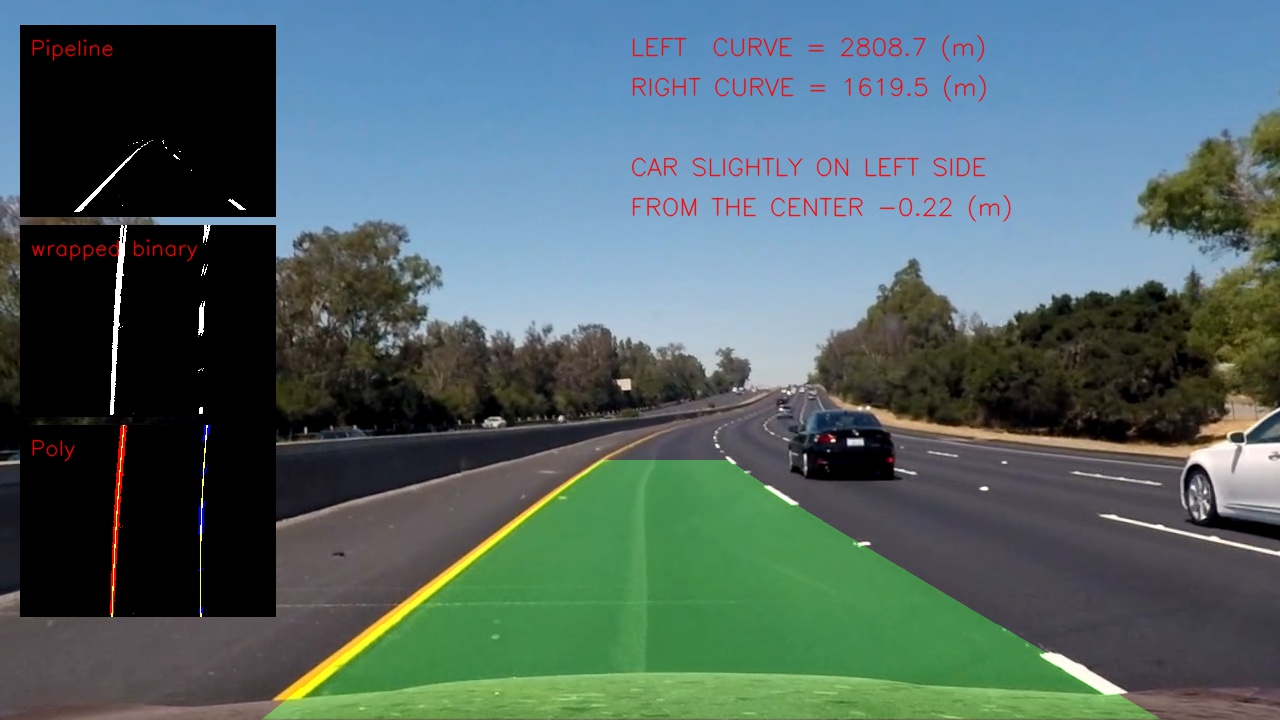 Pipeline
wrapped binary
Poly
LEFT CURVE = 2808.7 (m)
RIGHT CURVE = 1619.5 (m)
CAR SLIGHTLY ON LEFT SIDE
FROM THE CENTER -0.22 (m)